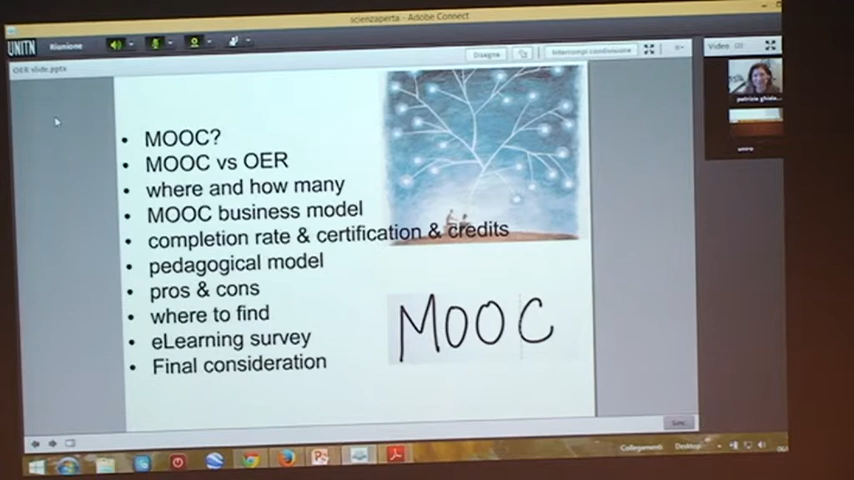 scienzaperta - Adobe Connect
UNITN
Riunione
Disegna
Interrompi condivisione
Video
OER slide.pptx
MOOC?
MOOC vs OER
where and how many
MOOC business model
completion rate & certification & credits
pedagogical model
pros & cons
where to find
eLearning survey
Final consideration
MOOC
Sinc
Collegamenti
Desktop